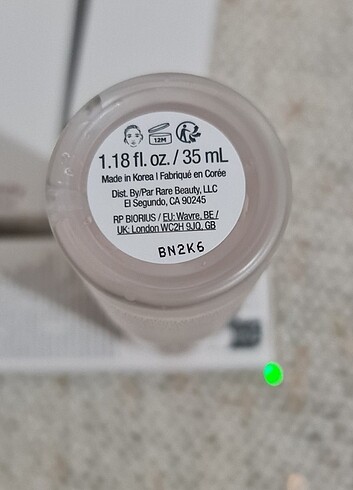 12M
1.18 fl. oz. / 35 mL
Made in Korea I Fabriqué en Corée
Dist. By/Par Rare Beauty, LLC
El Segundo, CA 90245
RP BIORIUS / EU: Wavre, BE /
UK: London WC2H 9JQ, GB
BN2K6